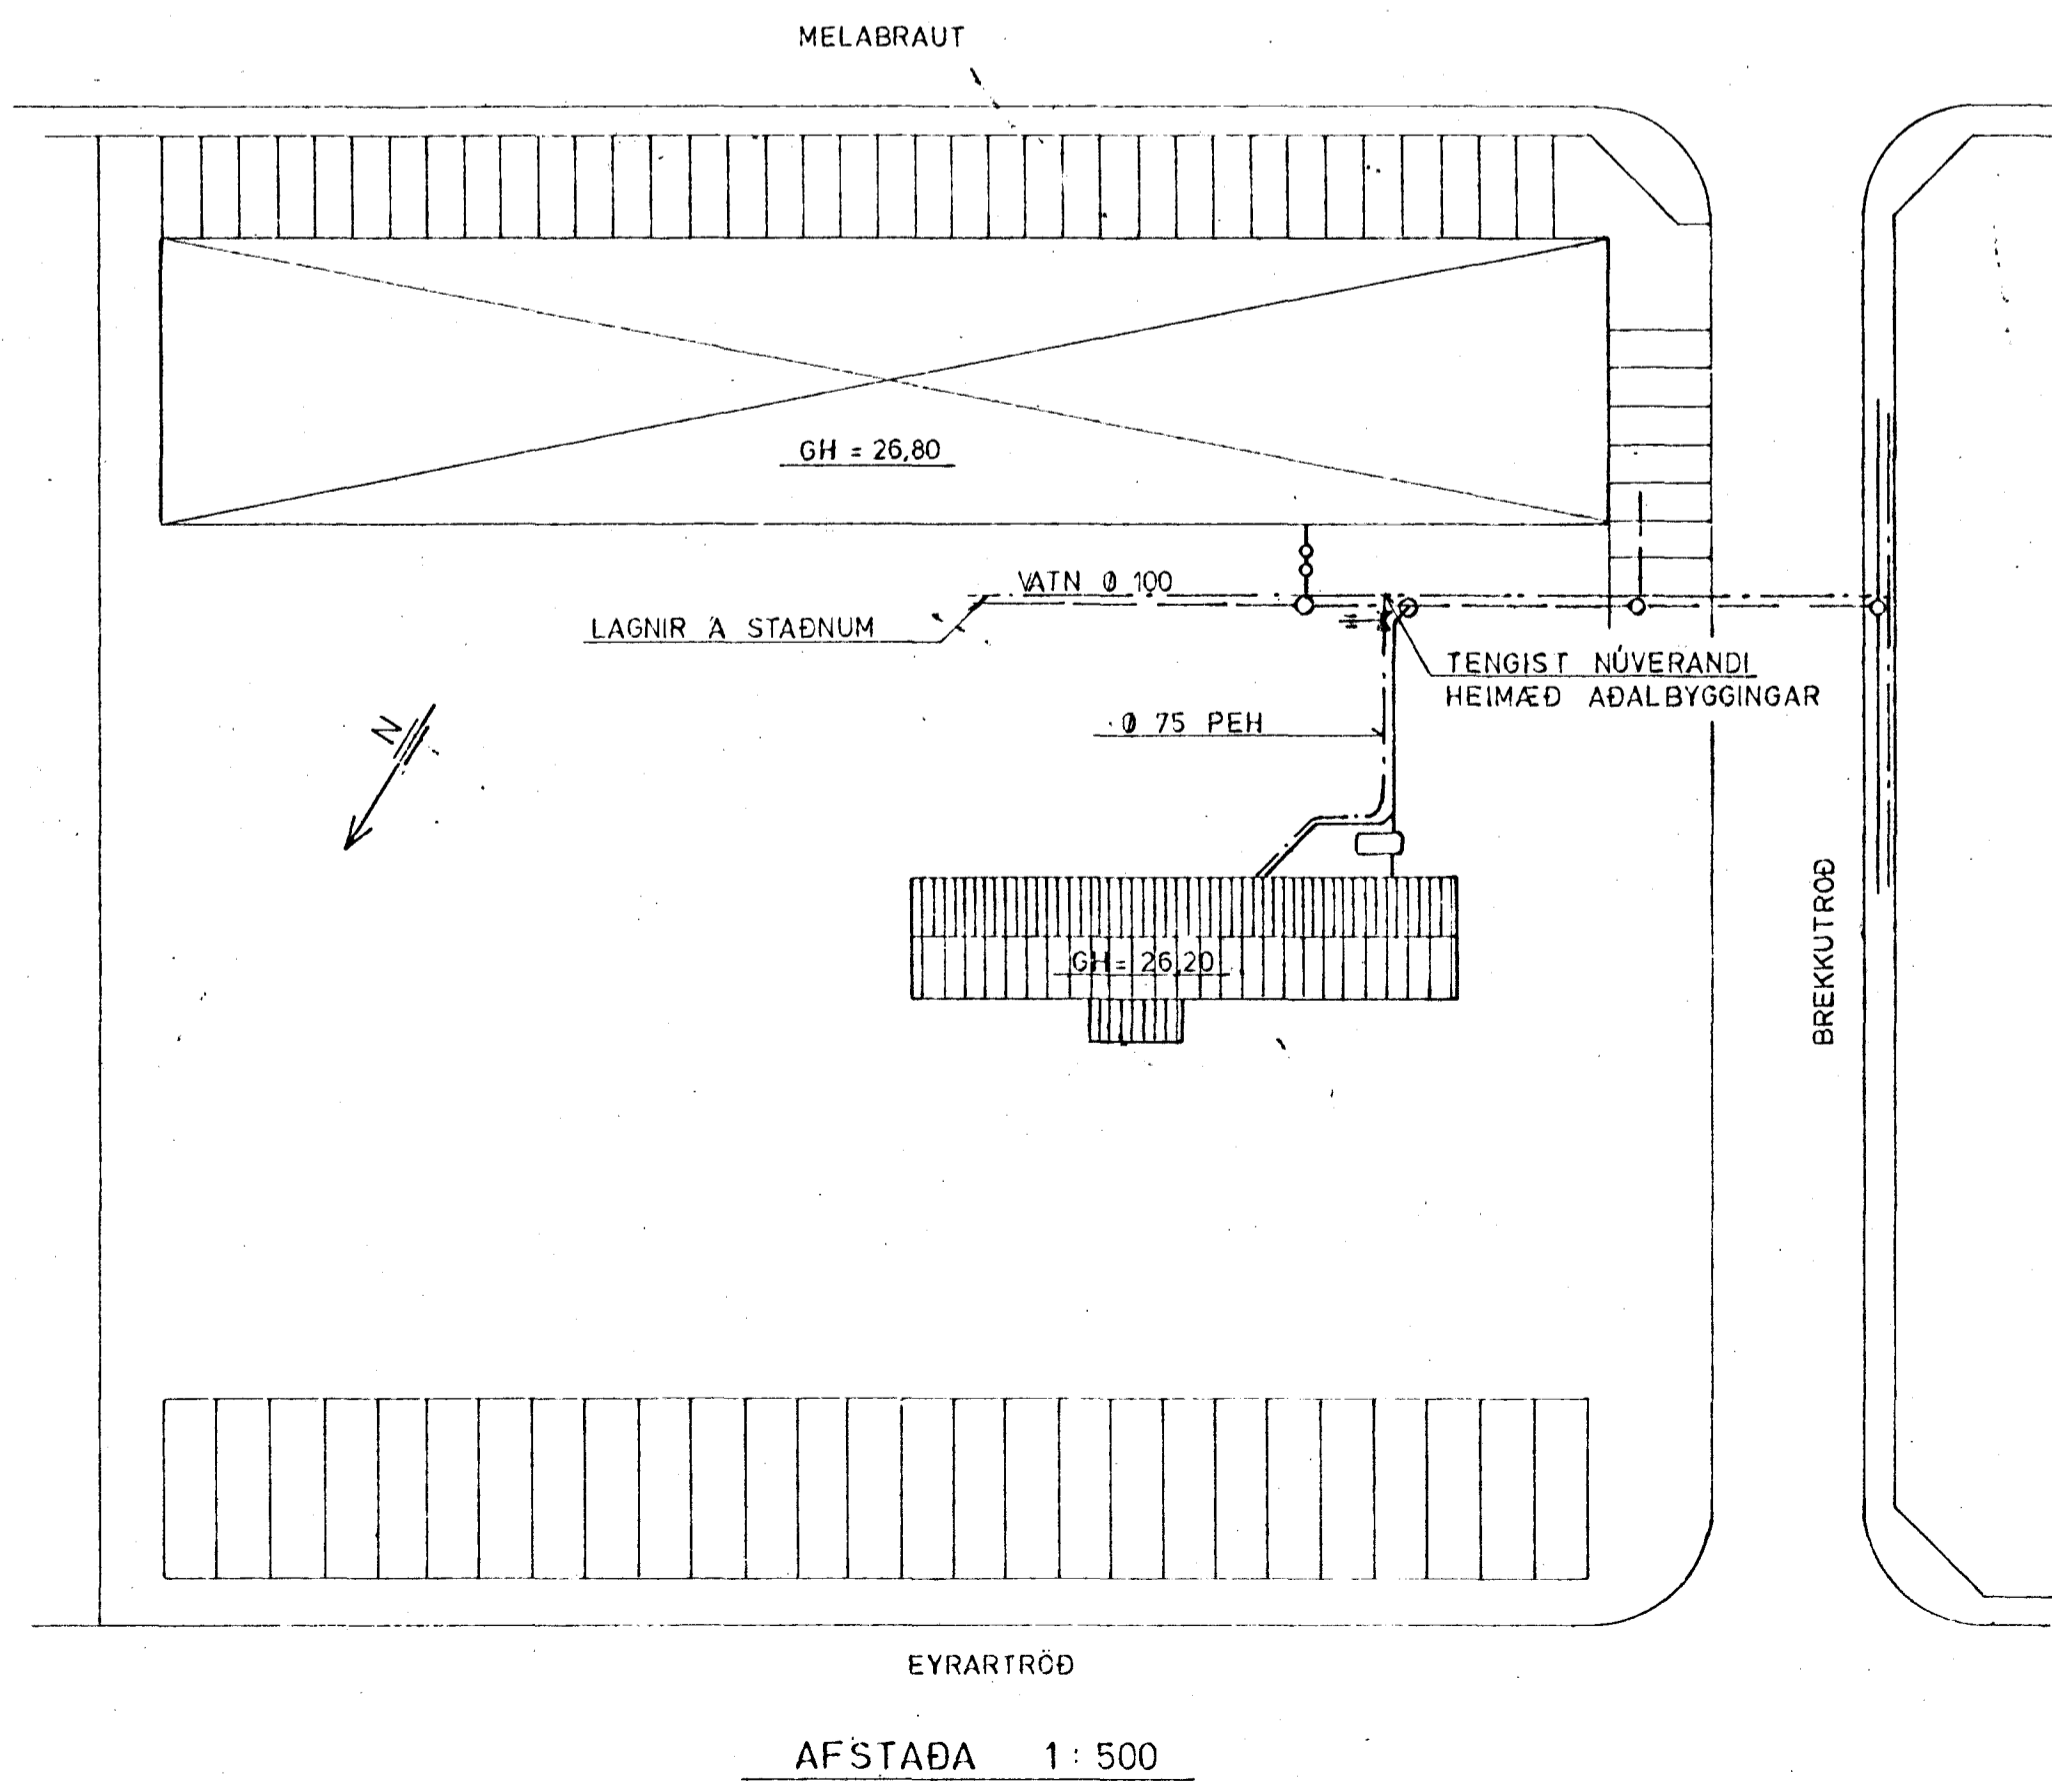 MELABRAUT
GH = 26,80
VATN Ø 100
LAGNIR Á STAÐNUM
TENGIST NÚVERANDI
HEIMÆÐ AÐALBYGGINGAR
Ø 75 PEH
N
GH = 26,20
BREKKUTRÖÐ
EYRARTRÖÐ
AFSTAÐA 1 : 500